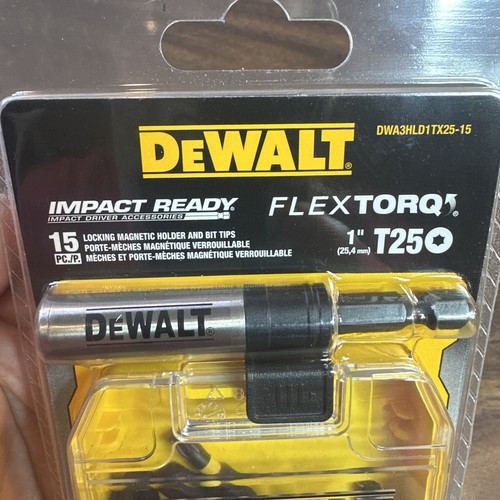 DWA3HLD1TX25-15
DEWALT®
IMPACT READY®
IMPACT DRIVER ACCESSORIES
FLEXTORQ®
15 PC./P.
LOCKING MAGNETIC HOLDER AND BIT TIPS
PORTE-MÈCHES MAGNÉTIQUE VERROUILLABLE
MÈCHES ET PORTE-MÈCHES MAGNÉTIQUE VERROUILLABLE
1" (25,4 mm) T25
DEWALT®